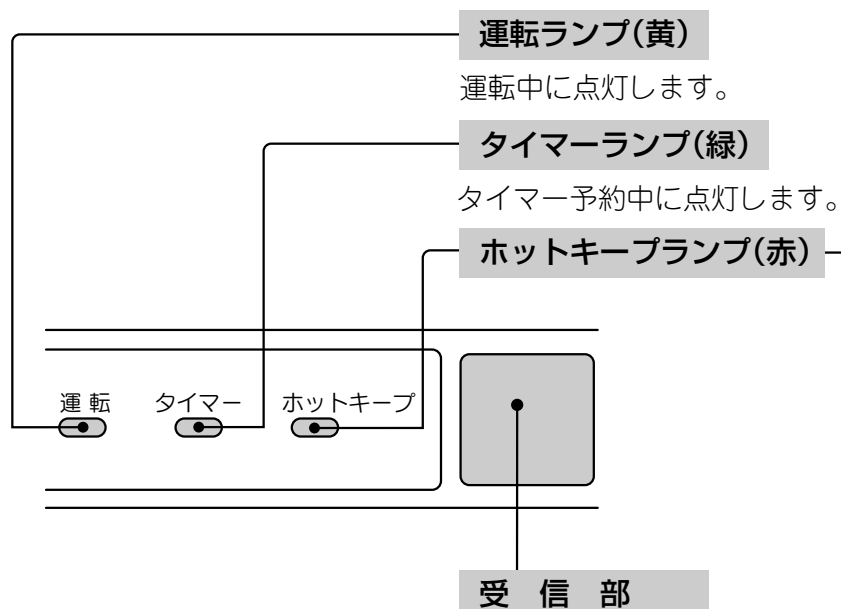 運転ランプ(黄)
運転中に点灯します。
タイマーランプ(緑)
タイマー予約中に点灯します。
ホットキープランプ(赤)
運 転 タイマー ホットキープ
受 信 部